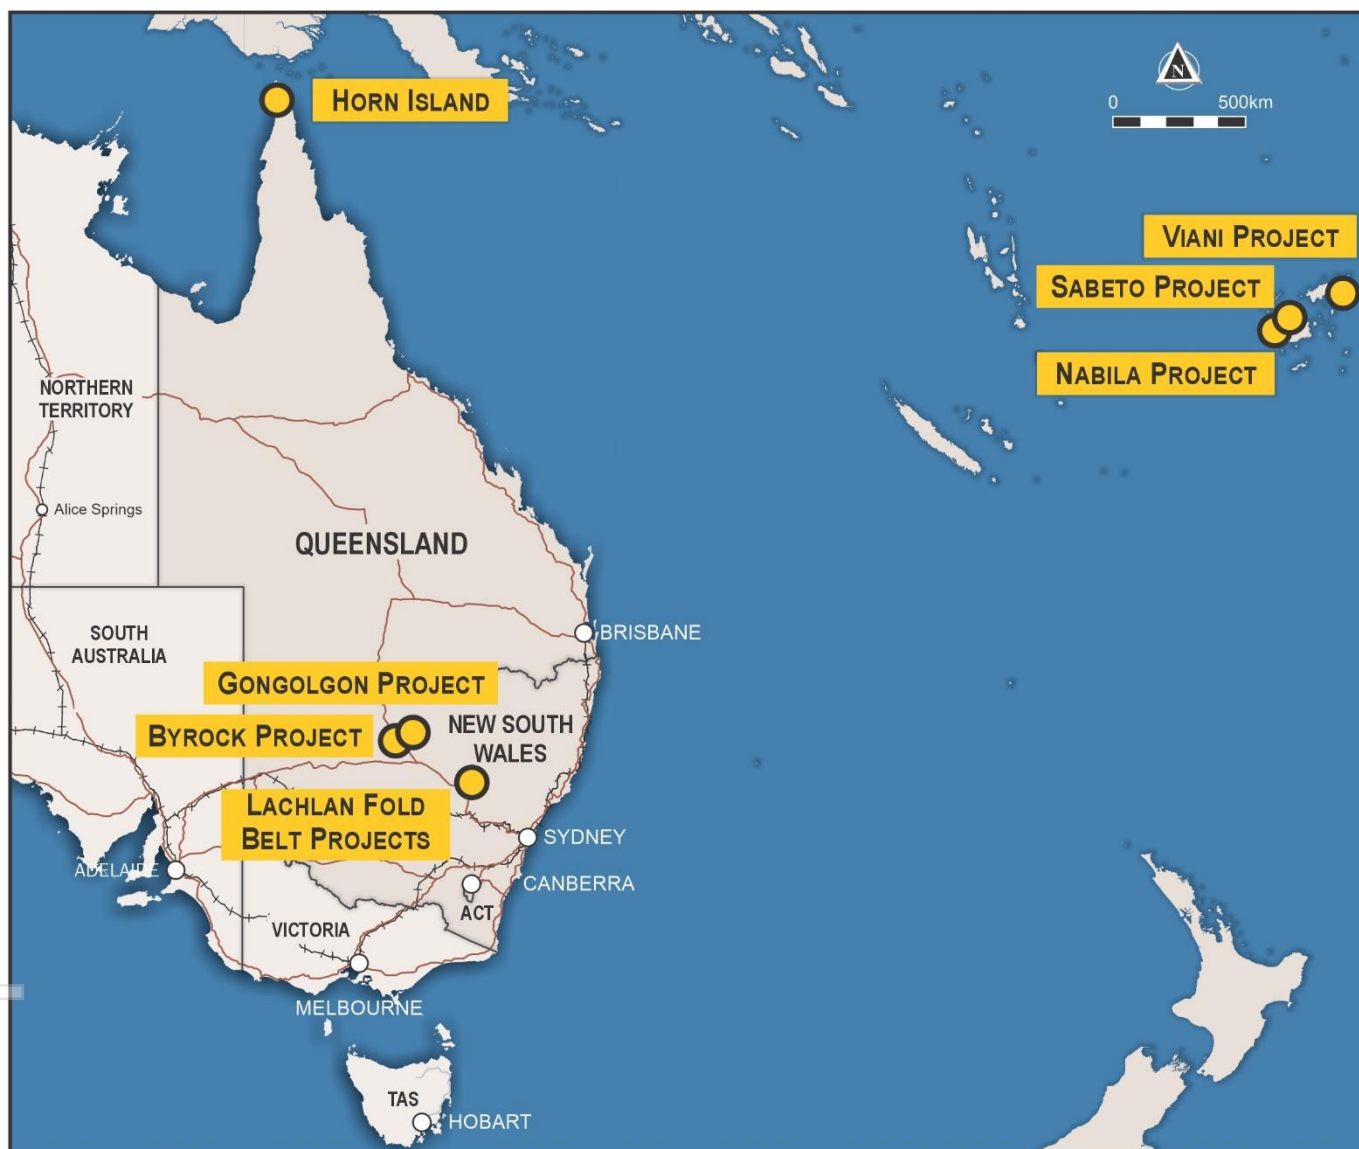 HORN ISLAND
N
0 500km
VIANI PROJECT
SABETO PROJECT
NABILA PROJECT
NORTHERN
TERRITORY
Alice Springs
QUEENSLAND
SOUTH
AUSTRALIA
BRISBANE
GONGOLGON PROJECT
BYROCK PROJECT
NEW SOUTH
WALES
LACHLAN FOLD
BELT PROJECTS
SYDNEY
ADELAIDE
CANBERRA
ACT
VICTORIA
MELBOURNE
TAS
HOBART